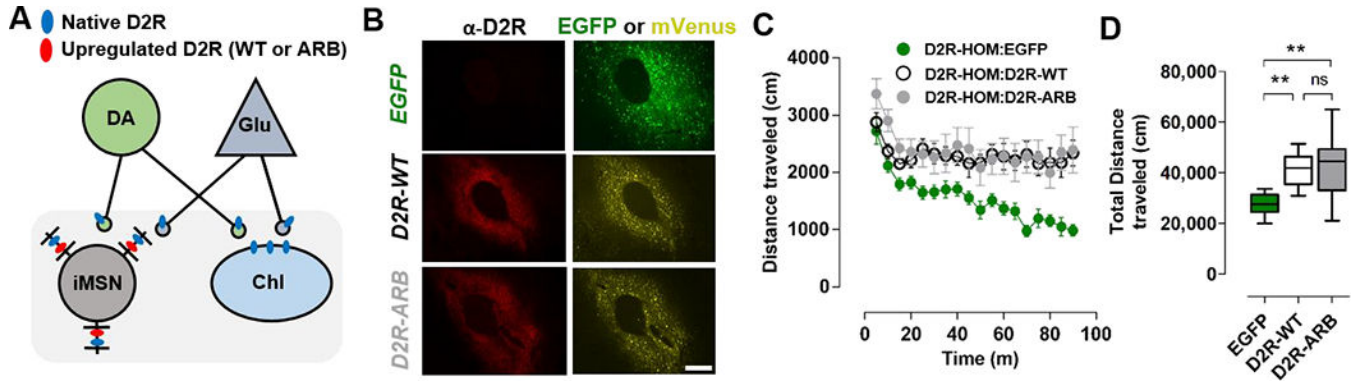 A
Native D2R
Upregulated D2R (WT or ARB)
DA
Glu
iMSN
ChI
B
α-D2R
EGFP or mVenus
EGFP
D2R-WT
D2R-ARB
C
D2R-HOM:EGFP
D2R-HOM:D2R-WT
D2R-HOM:D2R-ARB
Distance traveled (cm)
4000
3000
2000
1000
0
0
20
40
60
80
100
Time (m)
D
**
**
ns
Total Distance
traveled (cm)
80,000
60,000
40,000
20,000
0
EGFP
D2R-WT
D2R-ARB